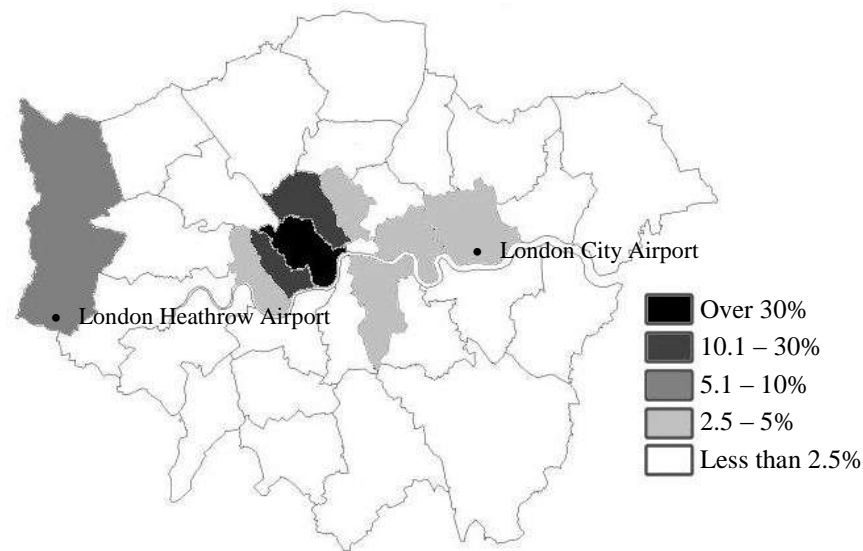 London City Airport
London Heathrow Airport
Over 30%
10.1 – 30%
5.1 – 10%
2.5 – 5%
Less than 2.5%